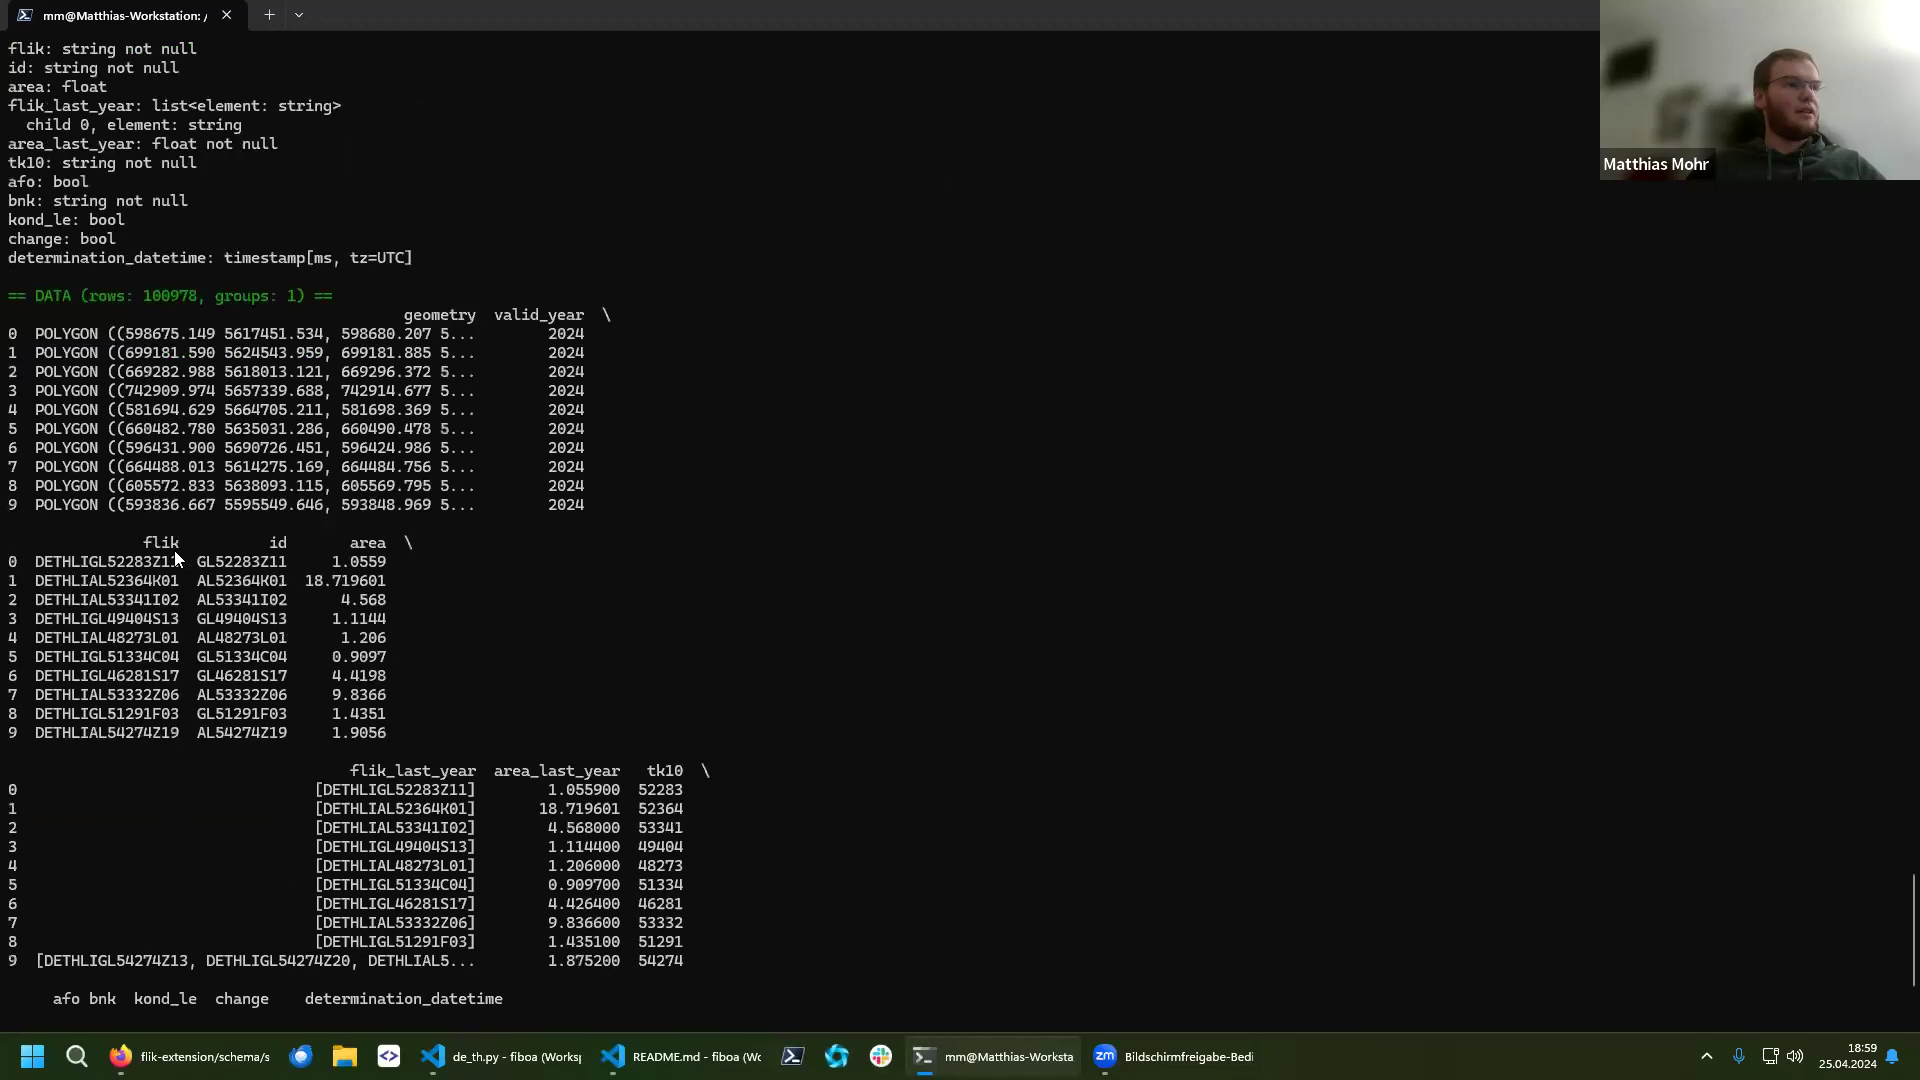 mm@Matthias-Workstation: /
flik: string not null
id: string not null
area: float
flik_last_year: list<element: string>
child 0, element: string
area_last_year: float not null
tk10: string not null
afo: bool
bnk: string not null
kond_le: bool
change: bool
determination_datetime: timestamp[ms, tz=UTC]
== DATA (rows: 100978, groups: 1) ==
geometry valid_year \
0 POLYGON ((598675.149 5617451.534, 598680.207 5... 2024
1 POLYGON ((699181.590 5624543.959, 699181.885 5... 2024
2 POLYGON ((669282.988 5618013.121, 669296.372 5... 2024
3 POLYGON ((742909.974 5657339.688, 742914.677 5... 2024
4 POLYGON ((581694.629 5664705.211, 581698.369 5... 2024
5 POLYGON ((660482.780 5635031.286, 660490.478 5... 2024
6 POLYGON ((596431.900 5690726.451, 596424.986 5... 2024
7 POLYGON ((664488.013 5614275.169, 664484.756 5... 2024
8 POLYGON ((605572.833 5638093.115, 605569.795 5... 2024
9 POLYGON ((593836.667 5595549.646, 593848.969 5... 2024
flik id area \
0 DETHLIGL52283Z11 GL52283Z11 1.0559
1 DETHLIAL52364K01 AL52364K01 18.719601
2 DETHLIAL53341I02 AL53341I02 4.568
3 DETHLIGL49404S13 GL49404S13 1.1144
4 DETHLIAL48273L01 AL48273L01 1.206
5 DETHLIGL51334C04 GL51334C04 0.9097
6 DETHLIGL46281S17 GL46281S17 4.4198
7 DETHLIAL53332Z06 AL53332Z06 9.8366
8 DETHLIGL51291F03 GL51291F03 1.4351
9 DETHLIAL54274Z19 AL54274Z19 1.9056
flik_last_year area_last_year tk10 \
0 [DETHLIGL52283Z11] 1.055900 52283
1 [DETHLIAL52364K01] 18.719601 52364
2 [DETHLIAL53341I02] 4.568000 53341
3 [DETHLIGL49404S13] 1.114400 49404
4 [DETHLIAL48273L01] 1.206000 48273
5 [DETHLIGL51334C04] 0.909700 51334
6 [DETHLIGL46281S17] 4.426400 46281
7 [DETHLIAL53332Z06] 9.836600 53332
8 [DETHLIGL51291F03] 1.435100 51291
9 [DETHLIGL54274Z13, DETHLIGL54274Z20, DETHLIAL5... 1.875200 54274
afo bnk kond_le change determination_datetime
Matthias Mohr
flik-extension/schema/s
de_th.py - fiboa (Worksp
README.md - fiboa (Wo
mm@Matthias-Worksta
zm
Bildschirmfreigabe-Bedi
18:59
25.04.2024